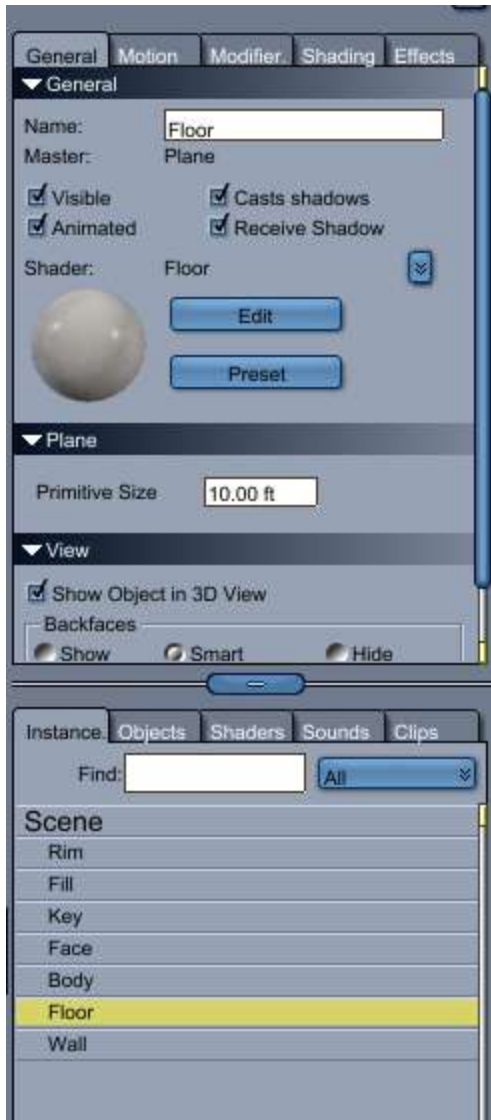 General Motion Modifier. Shading Effects
General
Name: Floor
Master: Plane
Visible Casts shadows
Animated Receive Shadow
Shader: Floor
Edit
Preset
Plane
Primitive Size 10.00 ft
View
Show Object in 3D View
Backfaces
Show Smart Hide
Instance. Objects Shaders Sounds Clips
Find: All
Scene
Rim
Fill
Key
Face
Body
Floor
Wall